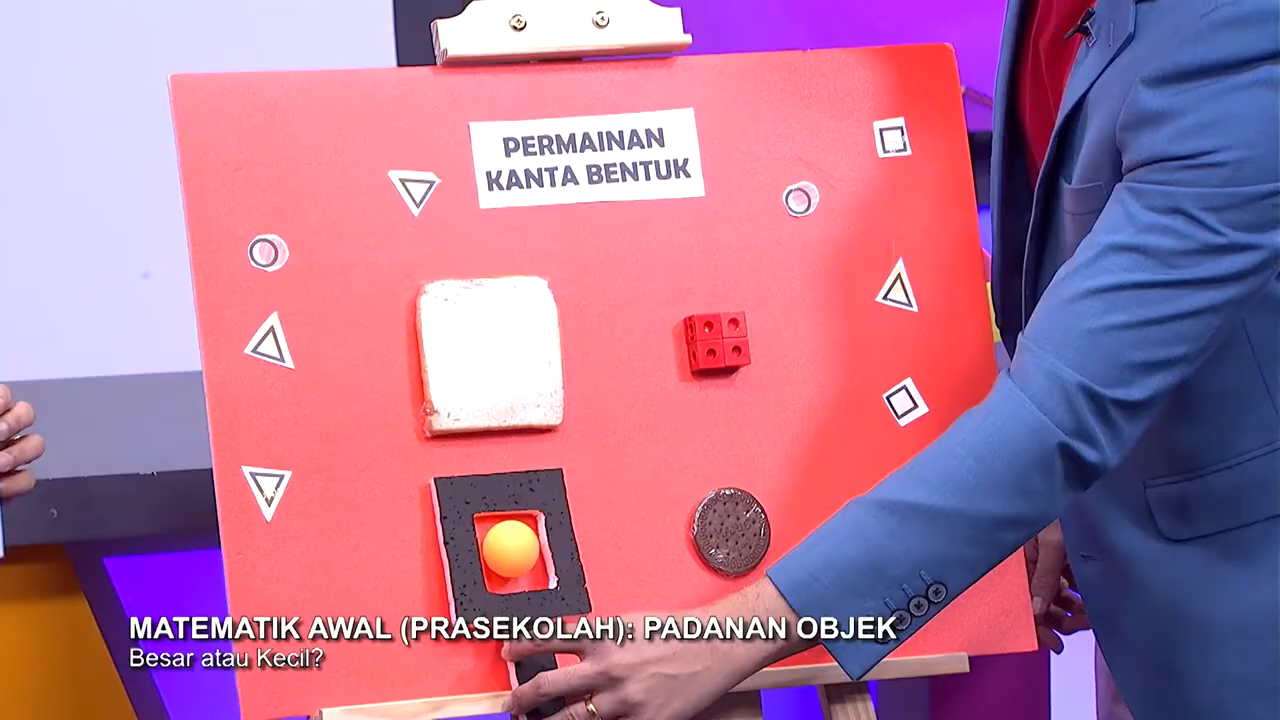 PERMAINAN
KANTA BENTUK
MATEMATIK AWAL (PRASEKOLAH): PADANAN OBJEK
Besar atau Kecil?